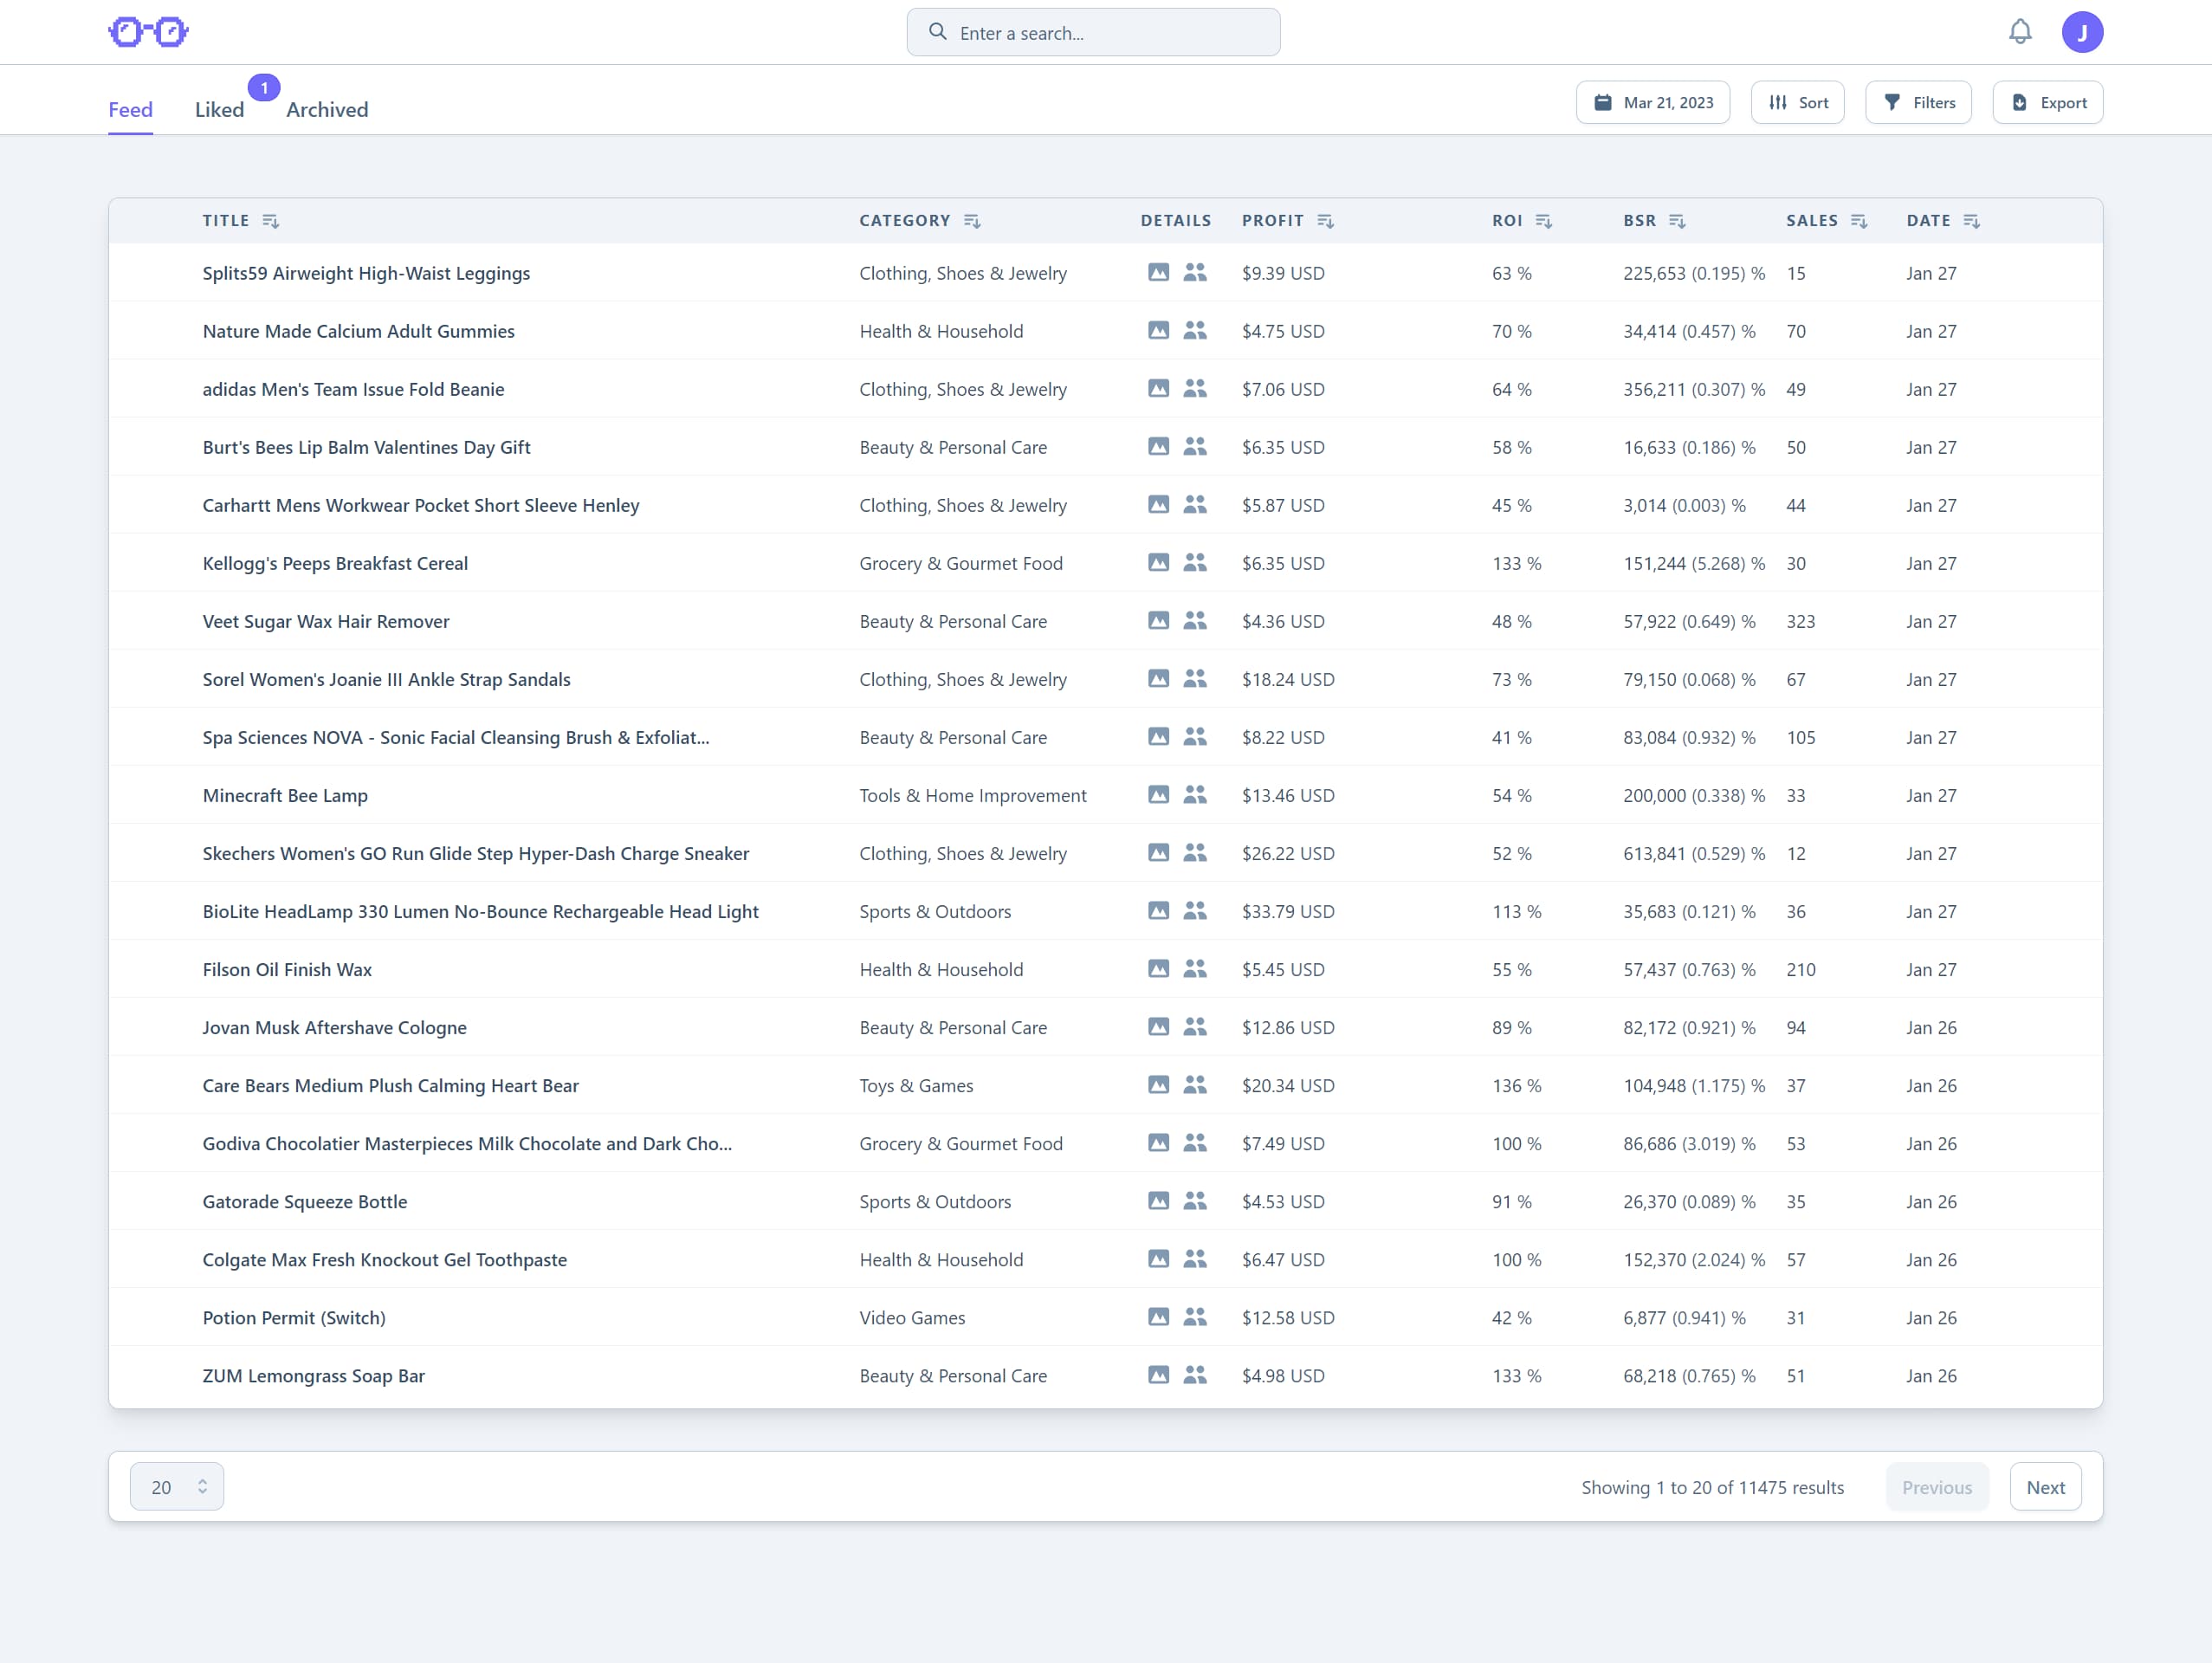 Enter a search...
J
Feed
Liked
1
Archived
Mar 21, 2023
Sort
Filters
Export
TITLE CATEGORY DETAILS PROFIT ROI BSR SALES DATE
Splits59 Airweight High-Waist Leggings Clothing, Shoes & Jewelry $9.39 USD 63 % 225,653 (0.195) % 15 Jan 27
Nature Made Calcium Adult Gummies Health & Household $4.75 USD 70 % 34,414 (0.457) % 70 Jan 27
adidas Men's Team Issue Fold Beanie Clothing, Shoes & Jewelry $7.06 USD 64 % 356,211 (0.307) % 49 Jan 27
Burt's Bees Lip Balm Valentines Day Gift Beauty & Personal Care $6.35 USD 58 % 16,633 (0.186) % 50 Jan 27
Carhartt Mens Workwear Pocket Short Sleeve Henley Clothing, Shoes & Jewelry $5.87 USD 45 % 3,014 (0.003) % 44 Jan 27
Kellogg's Peeps Breakfast Cereal Grocery & Gourmet Food $6.35 USD 133 % 151,244 (5.268) % 30 Jan 27
Veet Sugar Wax Hair Remover Beauty & Personal Care $4.36 USD 48 % 57,922 (0.649) % 323 Jan 27
Sorel Women's Joanie III Ankle Strap Sandals Clothing, Shoes & Jewelry $18.24 USD 73 % 79,150 (0.068) % 67 Jan 27
Spa Sciences NOVA - Sonic Facial Cleansing Brush & Exfoliat... Beauty & Personal Care $8.22 USD 41 % 83,084 (0.932) % 105 Jan 27
Minecraft Bee Lamp Tools & Home Improvement $13.46 USD 54 % 200,000 (0.338) % 33 Jan 27
Skechers Women's GO Run Glide Step Hyper-Dash Charge Sneaker Clothing, Shoes & Jewelry $26.22 USD 52 % 613,841 (0.529) % 12 Jan 27
BioLite HeadLamp 330 Lumen No-Bounce Rechargeable Head Light Sports & Outdoors $33.79 USD 113 % 35,683 (0.121) % 36 Jan 27
Filson Oil Finish Wax Health & Household $5.45 USD 55 % 57,437 (0.763) % 210 Jan 27
Jovan Musk Aftershave Cologne Beauty & Personal Care $12.86 USD 89 % 82,172 (0.921) % 94 Jan 26
Care Bears Medium Plush Calming Heart Bear Toys & Games $20.34 USD 136 % 104,948 (1.175) % 37 Jan 26
Godiva Chocolatier Masterpieces Milk Chocolate and Dark Cho... Grocery & Gourmet Food $7.49 USD 100 % 86,686 (3.019) % 53 Jan 26
Gatorade Squeeze Bottle Sports & Outdoors $4.53 USD 91 % 26,370 (0.089) % 35 Jan 26
Colgate Max Fresh Knockout Gel Toothpaste Health & Household $6.47 USD 100 % 152,370 (2.024) % 57 Jan 26
Potion Permit (Switch) Video Games $12.58 USD 42 % 6,877 (0.941) % 31 Jan 26
ZUM Lemongrass Soap Bar Beauty & Personal Care $4.98 USD 133 % 68,218 (0.765) % 51 Jan 26
20
Showing 1 to 20 of 11475 results
Previous
Next